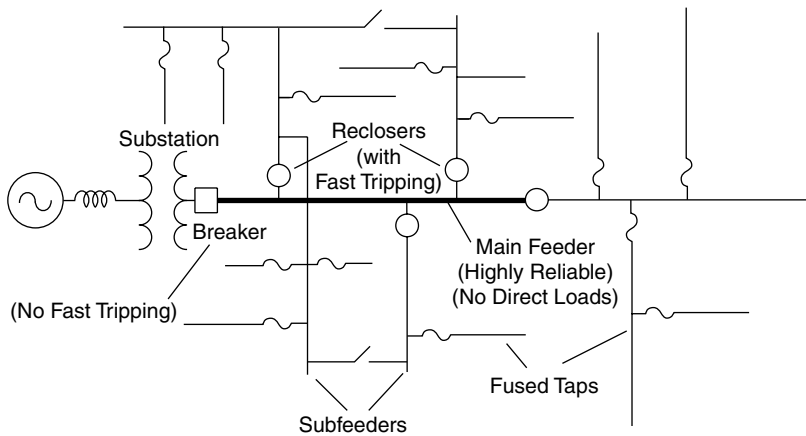 Substation
Reclosers
(with
Fast Tripping)
Breaker
Main Feeder
(Highly Reliable)
(No Direct Loads)
(No Fast Tripping)
Fused Taps
Subfeeders